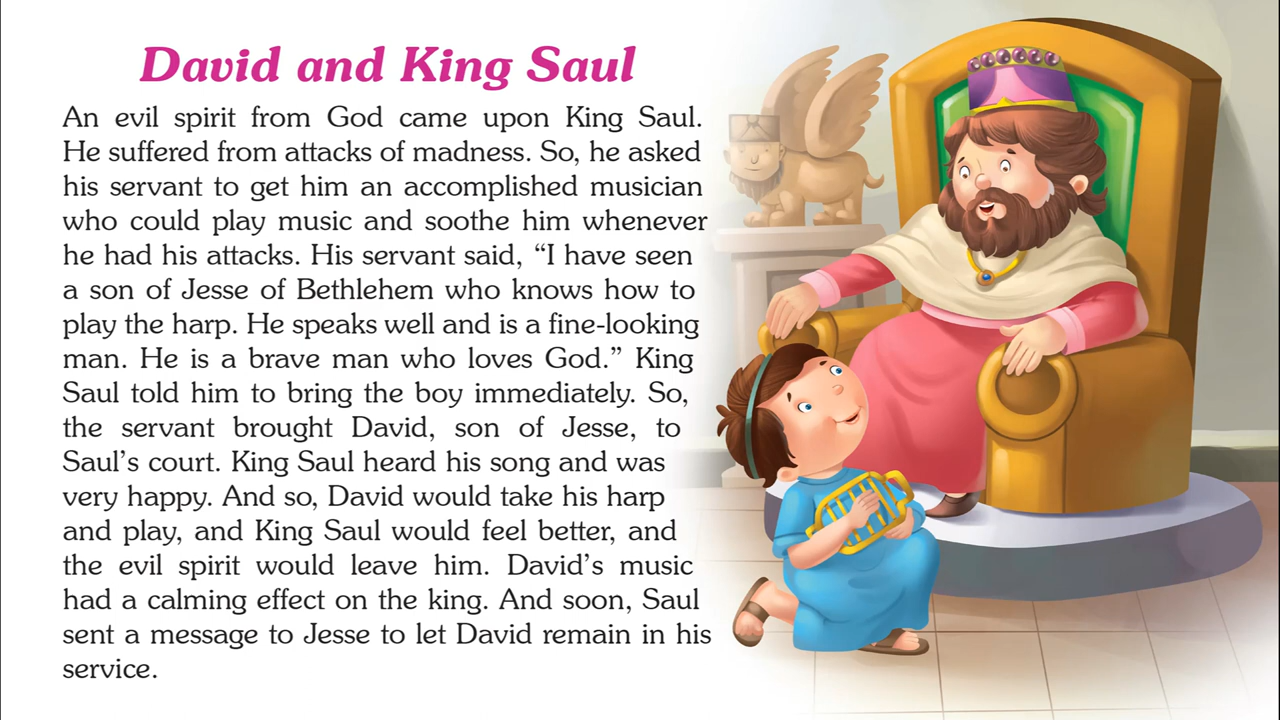 David and King Saul
An evil spirit from God came upon King Saul.
He suffered from attacks of madness. So, he asked
his servant to get him an accomplished musician
who could play music and soothe him whenever
he had his attacks. His servant said, “I have seen
a son of Jesse of Bethlehem who knows how to
play the harp. He speaks well and is a fine-looking
man. He is a brave man who loves God.” King
Saul told him to bring the boy immediately. So,
the servant brought David, son of Jesse, to
Saul’s court. King Saul heard his song and was
very happy. And so, David would take his harp
and play, and King Saul would feel better, and
the evil spirit would leave him. David’s music
had a calming effect on the king. And soon, Saul
sent a message to Jesse to let David remain in his
service.